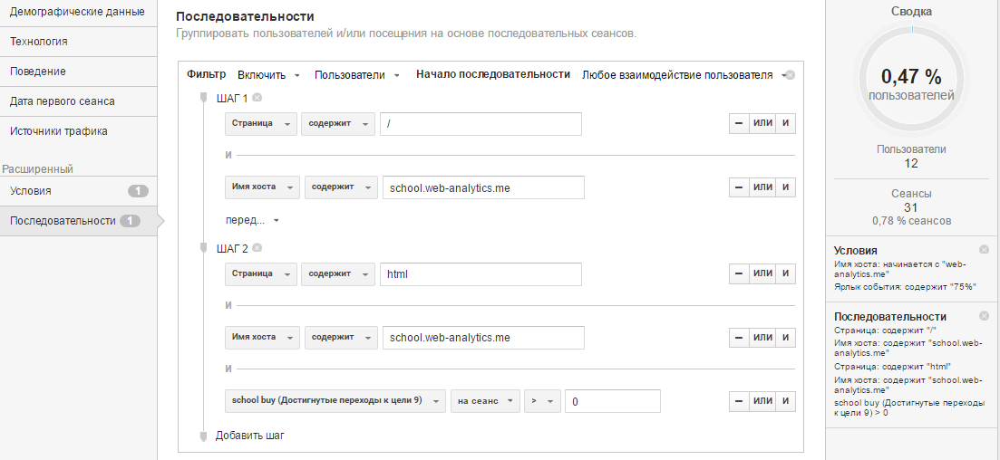 Демографические данные
Технология
Поведение
Дата первого сеанса
Источники трафика
Расширенный
Условия 1
Последовательности 1
Последовательности
Группировать пользователей и/или посещения на основе последовательных сеансов.
Фильтр Включить Пользователи Начало последовательности Любое взаимодействие пользователя
ШАГ 1
Страница содержит / – ИЛИ И
И
Имя хоста содержит school.web-analytics.me – ИЛИ И
перед...
ШАГ 2
Страница содержит html – ИЛИ И
И
Имя хоста содержит school.web-analytics.me – ИЛИ И
И
school buy (Достигнутые переходы к цели 9) на сеанс > 0 – ИЛИ И
Добавить шаг
Сводка
0,47 %
пользователей
Пользователи
12
Сеансы
31
0,78 % сеансов
Условия
Имя хоста: начинается с "web-
analytics.me"
Ярлык события: содержит "75%"
Последовательности
Страница: содержит "/"
Имя хоста: содержит "school.web-
analytics.me"
Страница: содержит "html"
Имя хоста: содержит "school.web-
analytics.me"
school buy (Достигнутые переходы
к цели 9) > 0